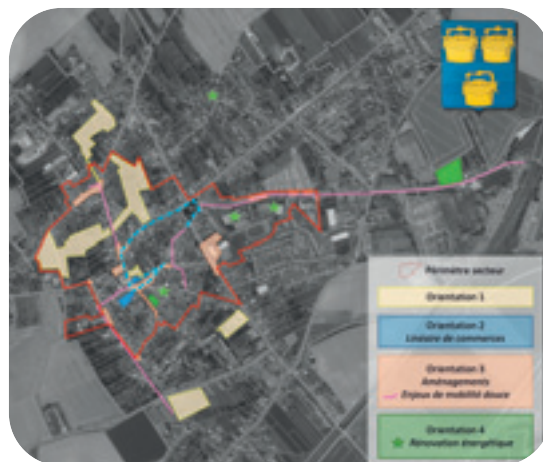 Périmètre secteur
Orientation 1
Orientation 2
Linéaire de commerces
Orientation 3
Aménagements
Enjeux de mobilité douce
Orientation 4
Rénovation énergétique